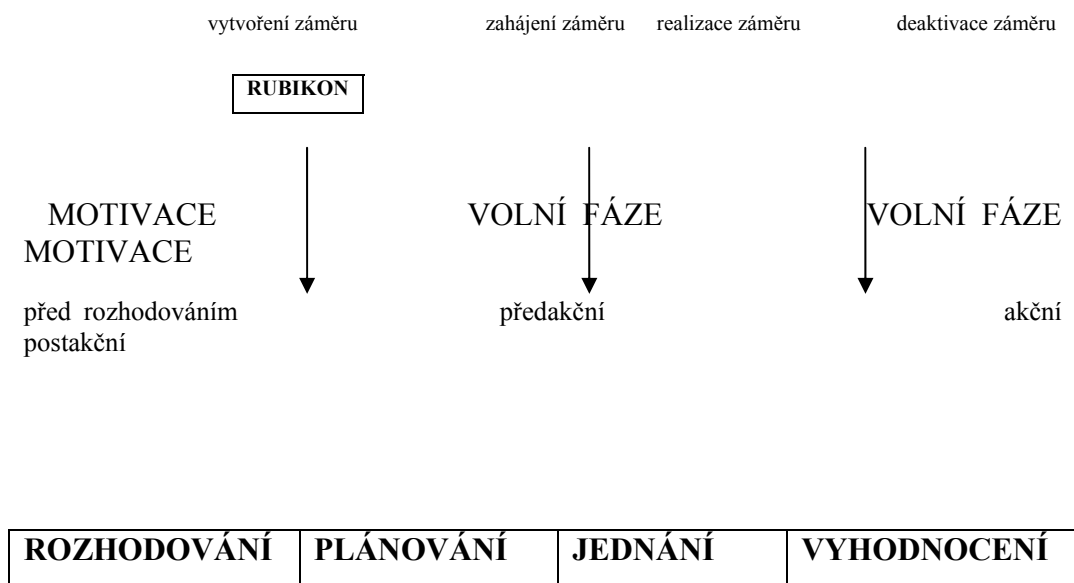 vytvoření záměru zahájení záměru realizace záměru deaktivace záměru
RUBIKON
MOTIVACE VOLNÍ FÁZE VOLNÍ FÁZE
MOTIVACE
před rozhodováním předakční akční
postakční
ROZHODOVÁNÍ PLÁNOVÁNÍ JEDNÁNÍ VYHODNOCENÍ